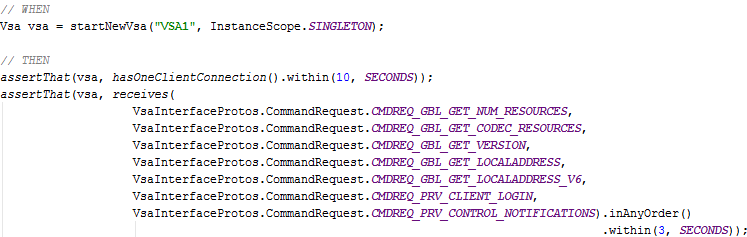 // WHEN
Vsa vsa = startNewVsa("VSA1", InstanceScope.SINGLETON);
// THEN
assertThat(vsa, hasOneClientConnection().within(10, SECONDS));
assertThat(vsa, receives(
VsaInterfaceProtos.CommandRequest.CMDREQ_GBL_GET_NUM_RESOURCES,
VsaInterfaceProtos.CommandRequest.CMDREQ_GBL_GET_CODEC_RESOURCES,
VsaInterfaceProtos.CommandRequest.CMDREQ_GBL_GET_VERSION,
VsaInterfaceProtos.CommandRequest.CMDREQ_GBL_GET_LOCALADDRESS,
VsaInterfaceProtos.CommandRequest.CMDREQ_GBL_GET_LOCALADDRESS_V6,
VsaInterfaceProtos.CommandRequest.CMDREQ_PRV_CLIENT_LOGIN,
VsaInterfaceProtos.CommandRequest.CMDREQ_PRV_CONTROL_NOTIFICATIONS).inAnyOrder()
.within(3, SECONDS));